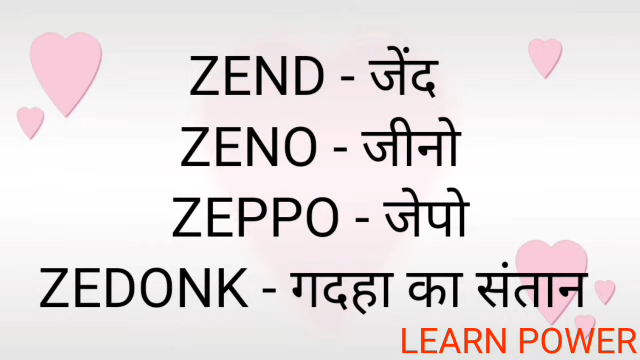 ZEND - जेंद
ZENO - जीनो
ZEPPO - जेपो
ZEDONK - गदहा का संतान
LEARN POWER